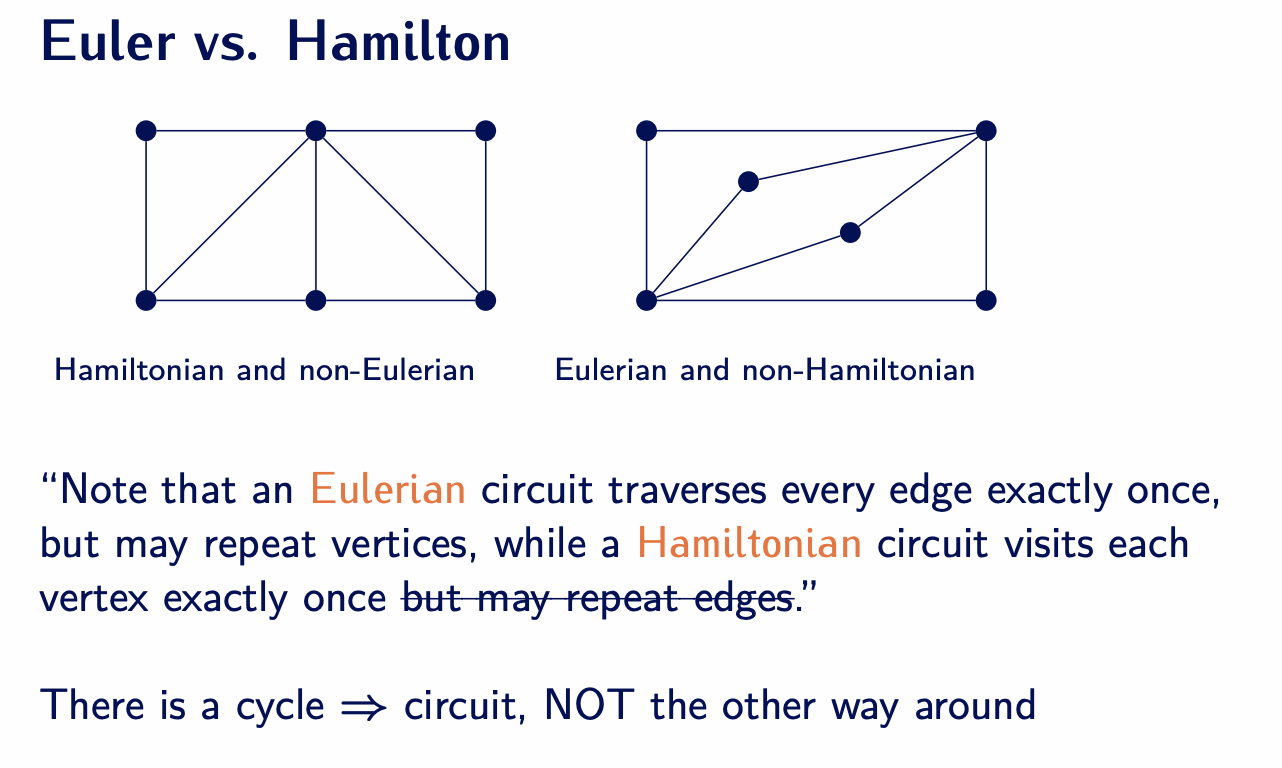 Euler vs. Hamilton
Hamiltonian and non-Eulerian
Eulerian and non-Hamiltonian
“Note that an Eulerian circuit traverses every edge exactly once,
but may repeat vertices, while a Hamiltonian circuit visits each
vertex exactly once but may repeat edges.”
There is a cycle ⇒ circuit, NOT the other way around